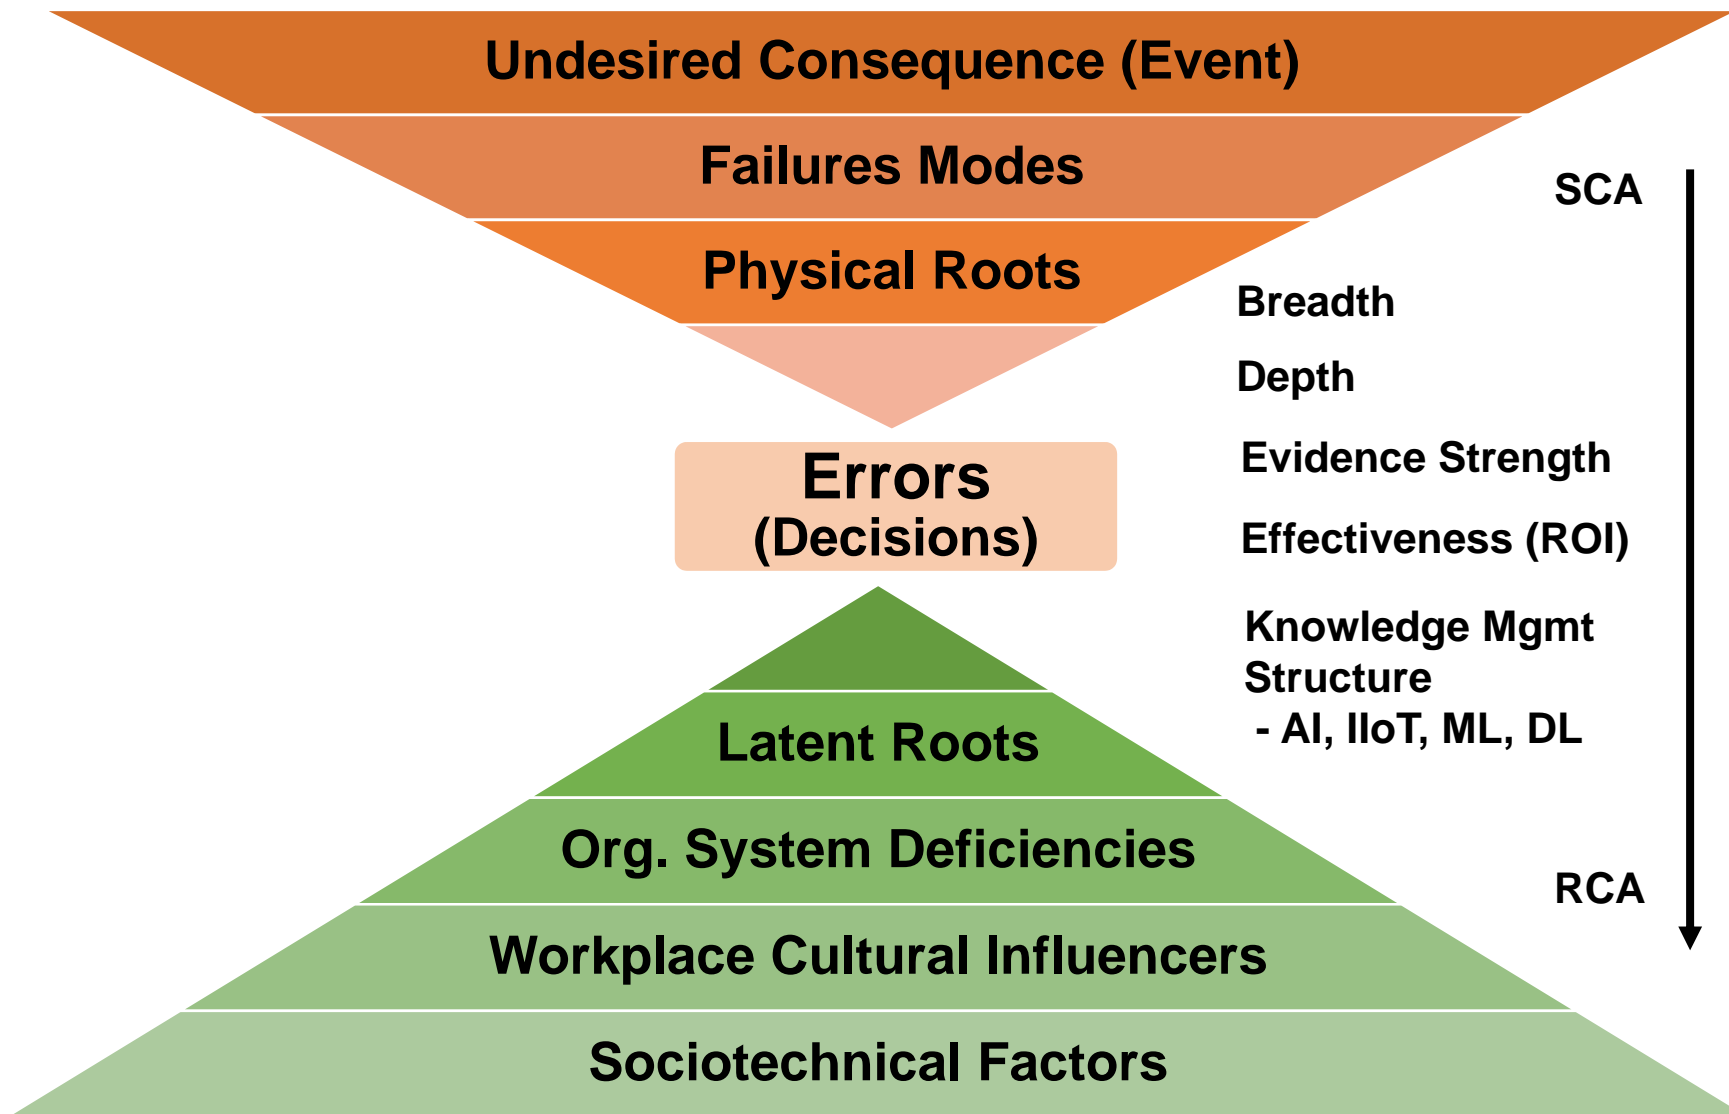 Undesired Consequence (Event)
Failures Modes
Physical Roots
Errors
(Decisions)
Latent Roots
Org. System Deficiencies
Workplace Cultural Influencers
Sociotechnical Factors
SCA
Breadth
Depth
Evidence Strength
Effectiveness (ROI)
Knowledge Mgmt
Structure
- AI, IIoT, ML, DL
RCA